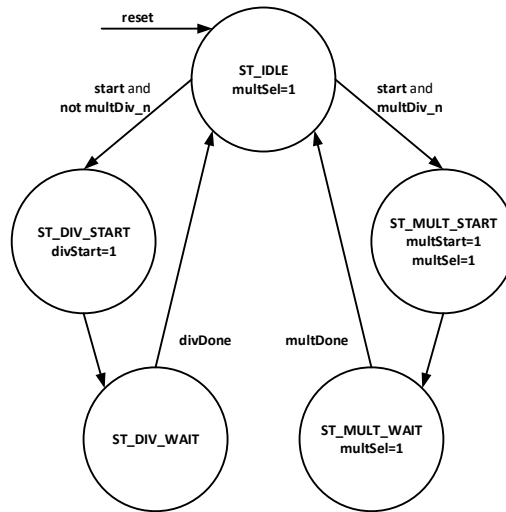 reset
ST_IDLE
multSel=1
start and
not multDiv_n
start and
multDiv_n
ST_DIV_START
divStart=1
ST_MULT_START
multStart=1
multSel=1
divDone
multDone
ST_DIV_WAIT
ST_MULT_WAIT
multSel=1